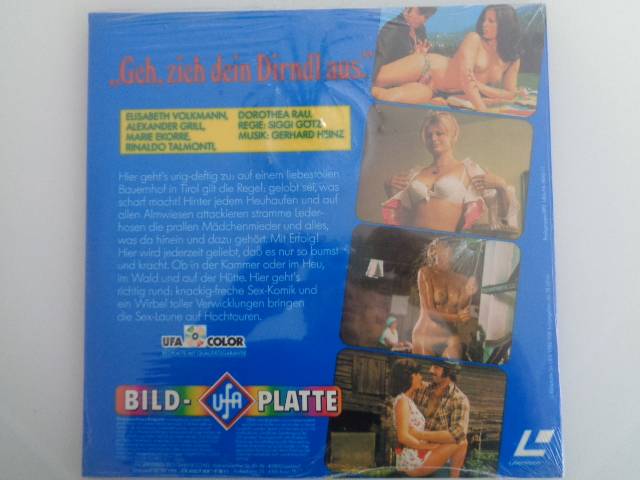 „Geh, zieh dein Dirndl aus.”
ELISABETH VOLKMANN,
ALEXANDER GRILL,
MARIE EKORRE,
RINALDO TALMONTI,
DOROTHEA RAU.
REGIE: SIGGI GÖTZ
MUSIK: GERHARD HEINZ
Hier geht's urig-deftig zu: auf einem liebestollen
Bauernhof in Tirol gilt die Regel: gelobt sei, was
scharf macht! Hinter jedem Heuhaufen und auf
allen Almwiesen attackieren stramme Leder-
hosen die prallen Mädchenmieder und alles,
was da hinein und dazu gehört. Mit Erfolg!
Hier wird jederzeit geliebt, daß es nur so bumst
und kracht. Ob in der Kammer oder im Heu,
im Wald und auf der Hütte. Hier geht's
richtig rund: knackig-freche Sex-Komik und
ein Wirbel toller Verwicklungen bringen
die Sex-Laune auf Hochtouren.
UFA COLOR
BILD- UFA PLATTE
LASERVISION